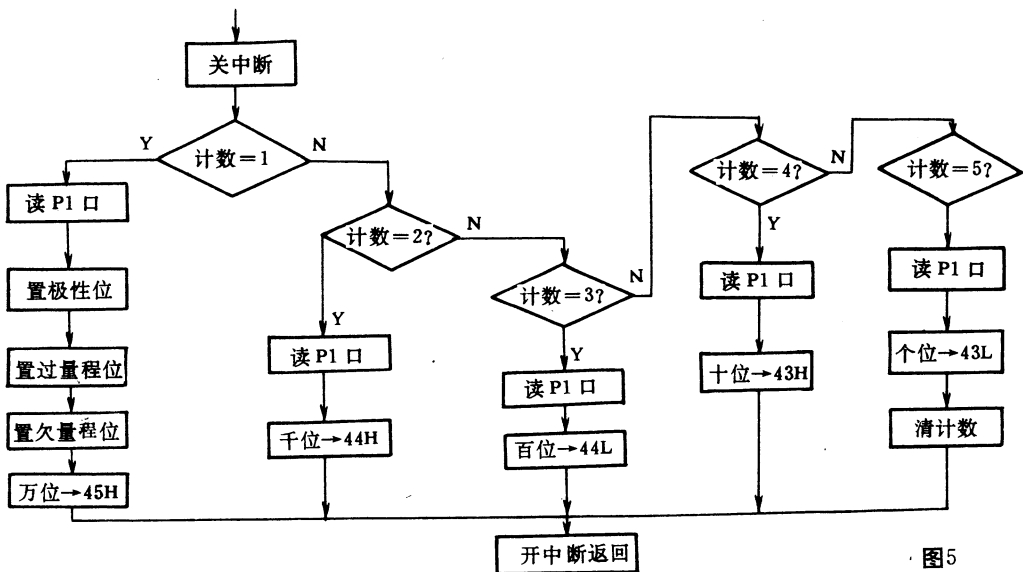 关中断
计数=1
Y
N
读 P1 口
置极性位
置过量程位
置欠量程位
万位→45H
计数=2?
N
Y
读 P1 口
千位→44H
计数=3?
N
Y
读 P1 口
百位→44L
计数=4?
N
Y
读 P1 口
十位→43H
计数=5?
读 P1 口
个位→43L
清计数
开中断返回
图5